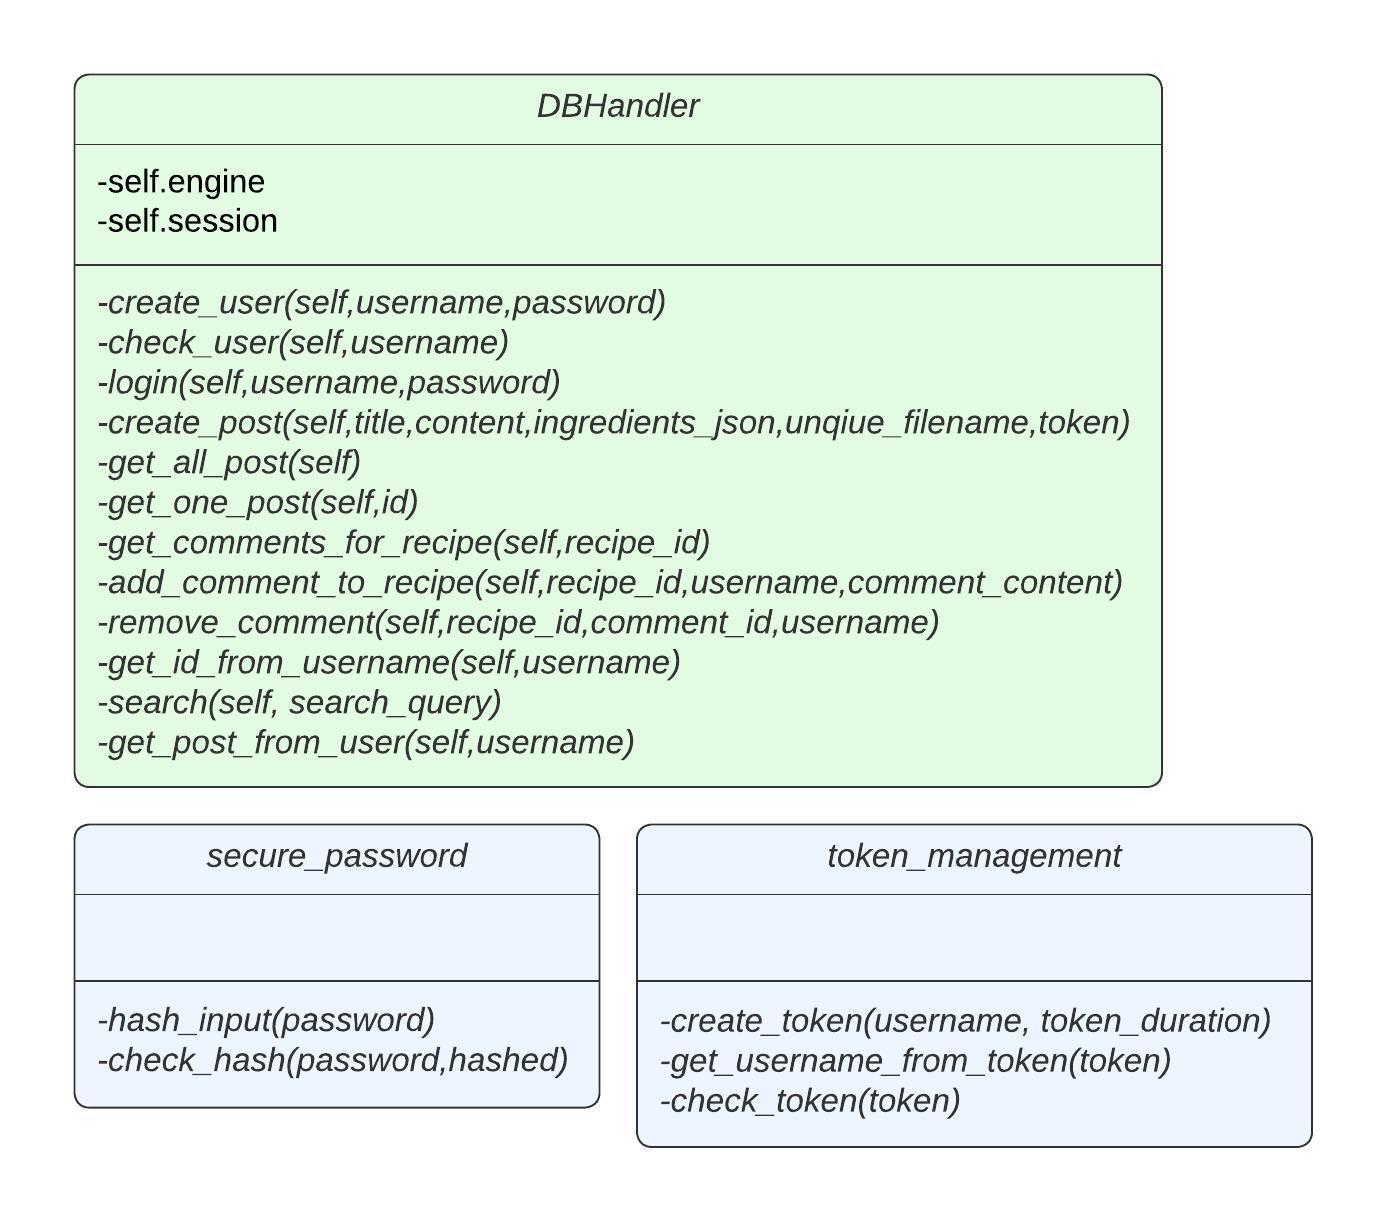 DBHandler
-self.engine
-self.session
-create_user(self,username,password)
-check_user(self,username)
-login(self,username,password)
-create_post(self,title,content,ingredients_json,unqiue_filename,token)
-get_all_post(self)
-get_one_post(self,id)
-get_comments_for_recipe(self,recipe_id)
-add_comment_to_recipe(self,recipe_id,username,comment_content)
-remove_comment(self,recipe_id,comment_id,username)
-get_id_from_username(self,username)
-search(self, search_query)
-get_post_from_user(self,username)
secure_password
-hash_input(password)
-check_hash(password,hashed)
token_management
-create_token(username, token_duration)
-get_username_from_token(token)
-check_token(token)